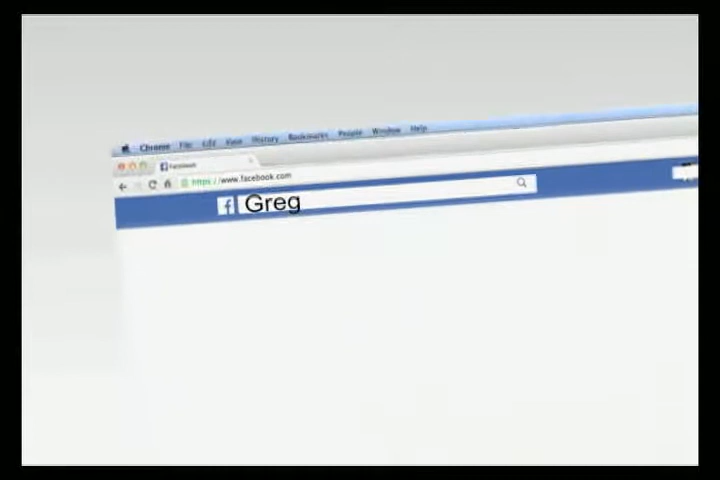 Chrome File Edit View History Bookmarks People Window Help
Facebook
https://www.facebook.com
f Greg